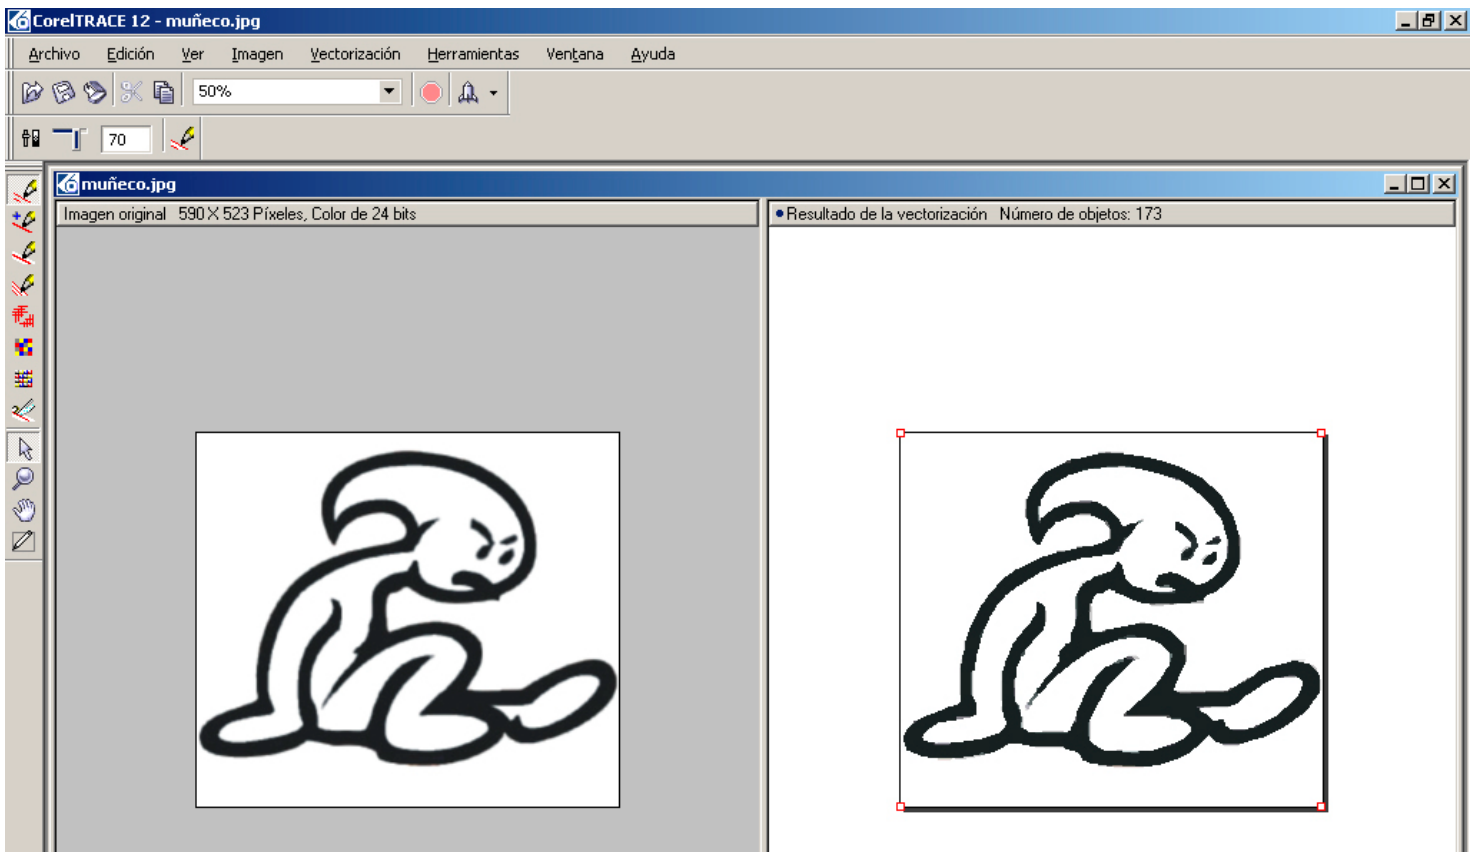 CorelTRACE 12 - muñeco.jpg
Archivo Edición Ver Imagen Vectorización Herramientas Ventana Ayuda
50%
70
muñeco.jpg
Imagen original 590 X 523 Píxeles, Color de 24 bits
Resultado de la vectorización Número de objetos: 173